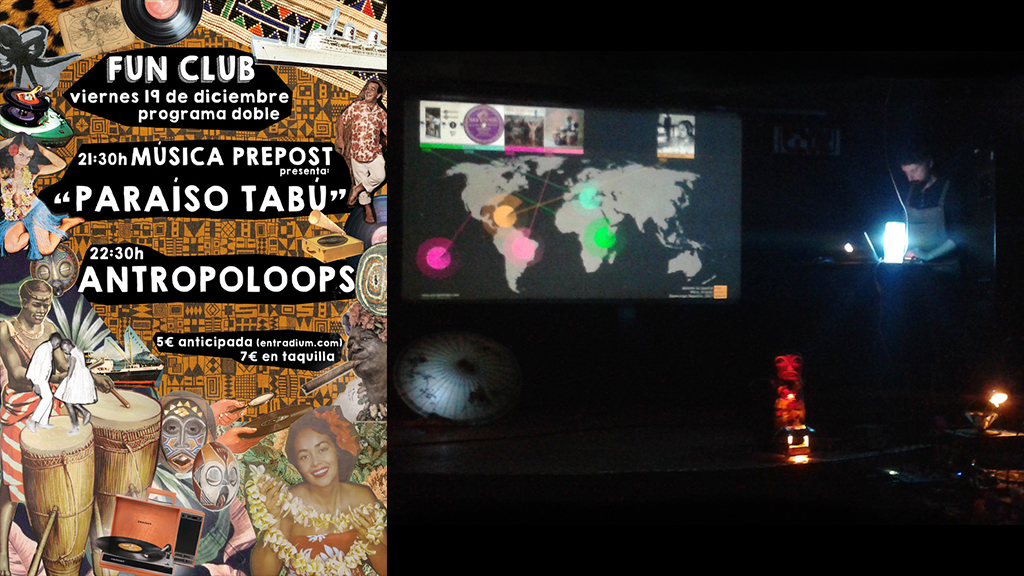 FUN CLUB
viernes 19 de diciembre
programa doble
21:30h MÚSICA PREPOST
presenta:
“PARAÍSO TABÚ”
22:30h
ANTROPOLOOPS
5€ anticipada (entradium.com)
7€ en taquilla